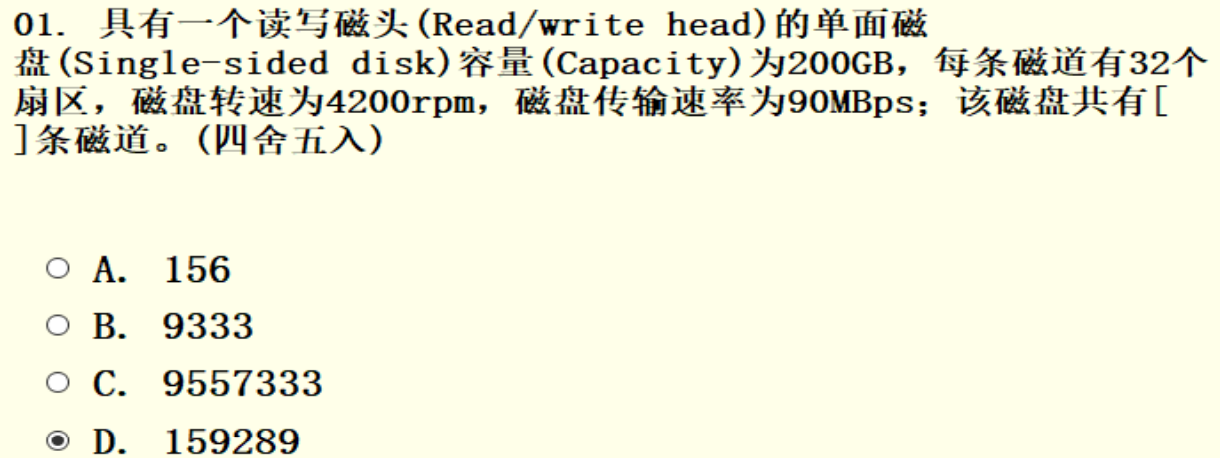 01. 具有一个读写磁头(Read/write head)的单面磁
盘(Single-sided disk)容量(Capacity)为200GB，每条磁道有32个
扇区，磁盘转速为4200rpm，磁盘传输速率为90MBps；该磁盘共有[
]条磁道。(四舍五入)
A. 156
B. 9333
C. 9557333
D. 159289